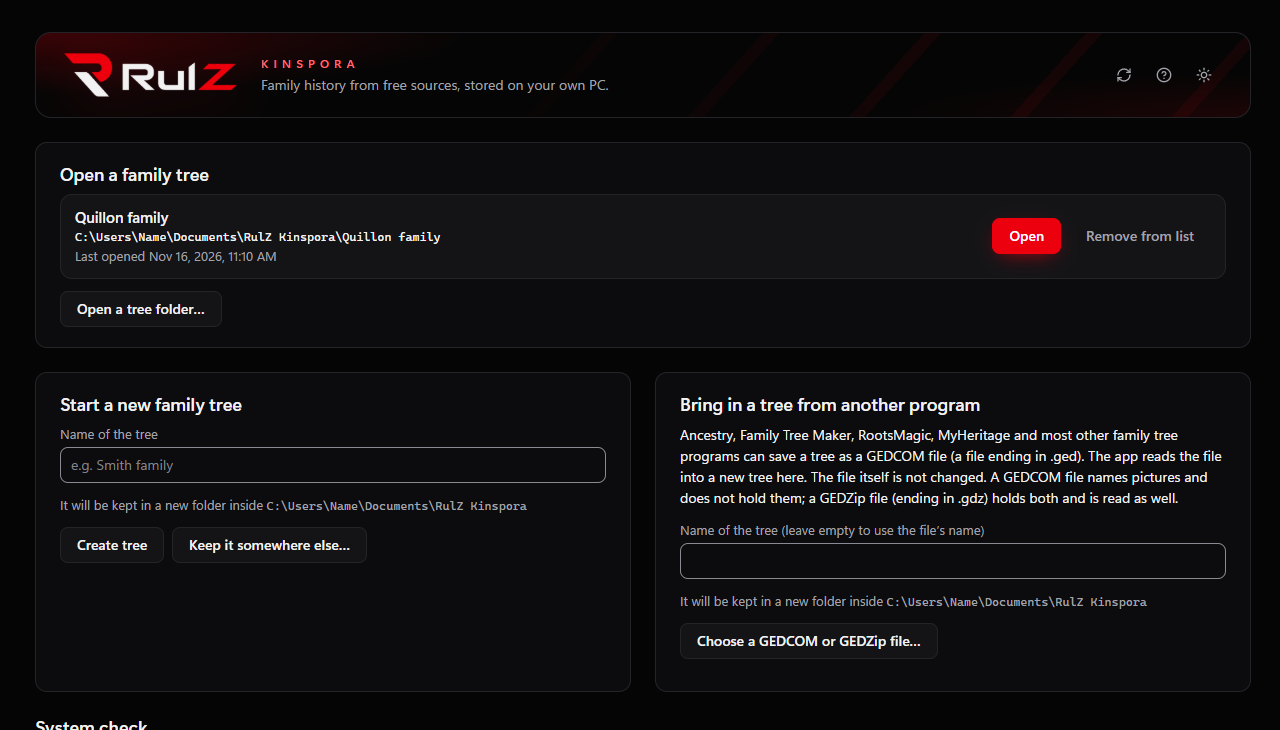 RulZ
KINSPORA
Family history from free sources, stored on your own PC.
Open a family tree
Quillon family
C:\Users\Name\Documents\RulZ Kinspora\Quillon family
Last opened Nov 16, 2026, 11:10 AM
Open
Remove from list
Open a tree folder...
Start a new family tree
Name of the tree
e.g. Smith family
It will be kept in a new folder inside C:\Users\Name\Documents\RulZ Kinspora
Create tree
Keep it somewhere else...
Bring in a tree from another program
Ancestry, Family Tree Maker, RootsMagic, MyHeritage and most other family tree
programs can save a tree as a GEDCOM file (a file ending in .ged). The app reads the file
into a new tree here. The file itself is not changed. A GEDCOM file names pictures and
does not hold them; a GEDZip file (ending in .gdz) holds both and is read as well.
Name of the tree (leave empty to use the file's name)
It will be kept in a new folder inside C:\Users\Name\Documents\RulZ Kinspora
Choose a GEDCOM or GEDZip file...
System check